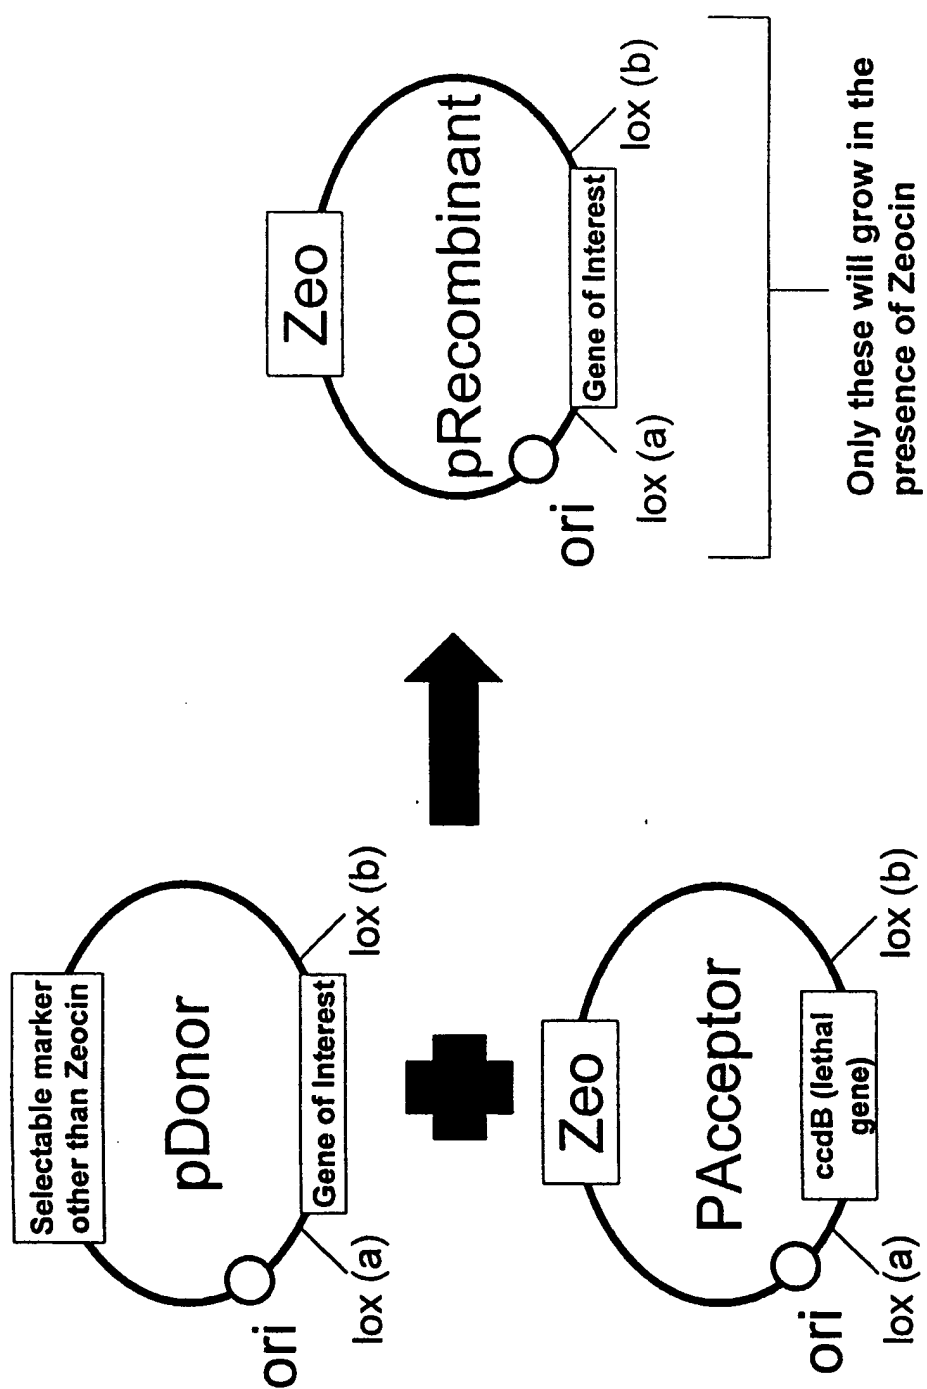 Selectable marker
other than Zeocin
pDonor
ori
lox (a)
Gene of Interest
lox (b)
Zeo
PAcceptor
ori
lox (a)
ccdB (lethal
gene)
lox (b)
Zeo
pRecombinant
ori
lox (a)
Gene of Interest
lox (b)
Only these will grow in the
presence of Zeocin